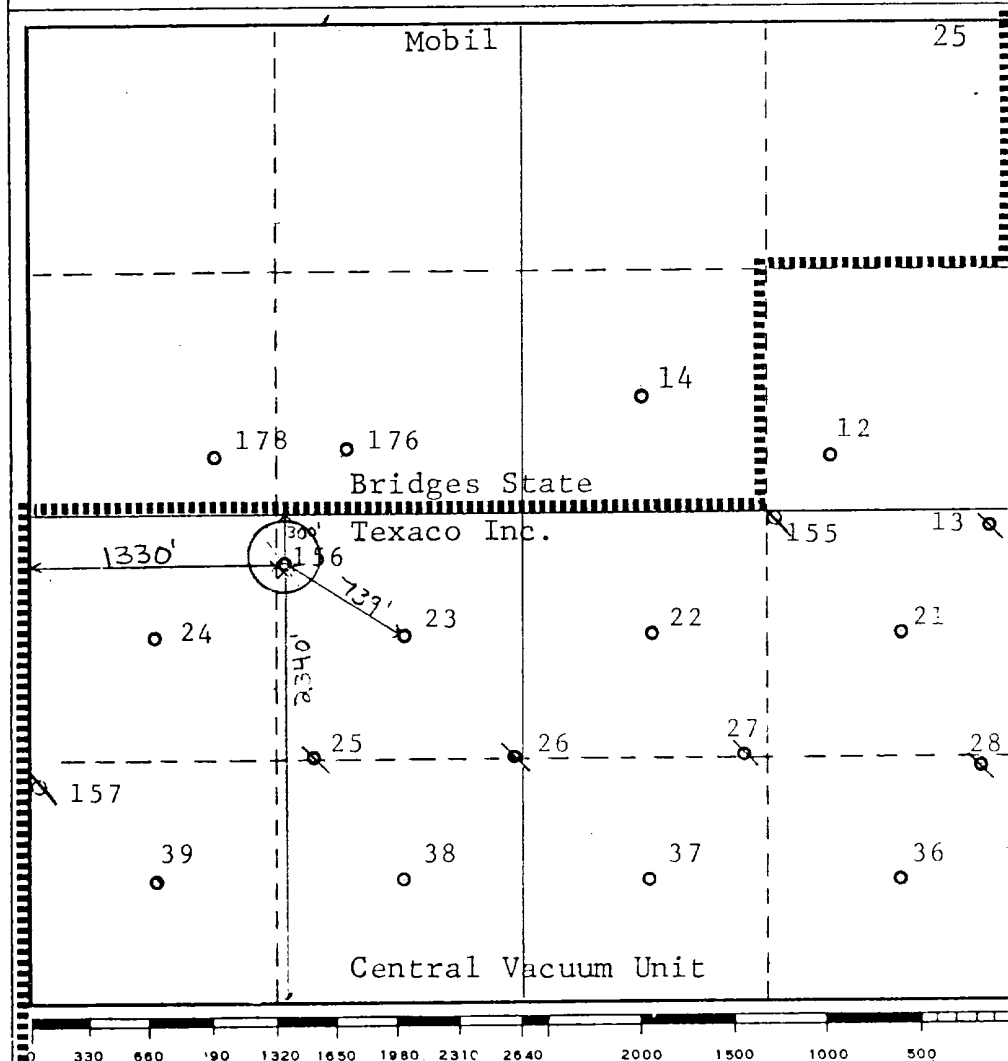 Mobil 25
14
12
178 176
Bridges State
Texaco Inc.
300' 155 13
1330' 156
739'
24 23 22 21
2340'
25 26 27 28
157
39 38 37 36
Central Vacuum Unit
0 330 660 190 1320 1650 1980 2310 2640 2000 1500 1000 500